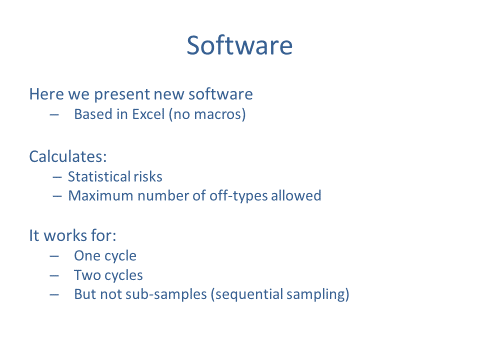 Software
Here we present new software
– Based in Excel (no macros)
Calculates:
– Statistical risks
– Maximum number of off-types allowed
It works for:
– One cycle
– Two cycles
– But not sub-samples (sequential sampling)